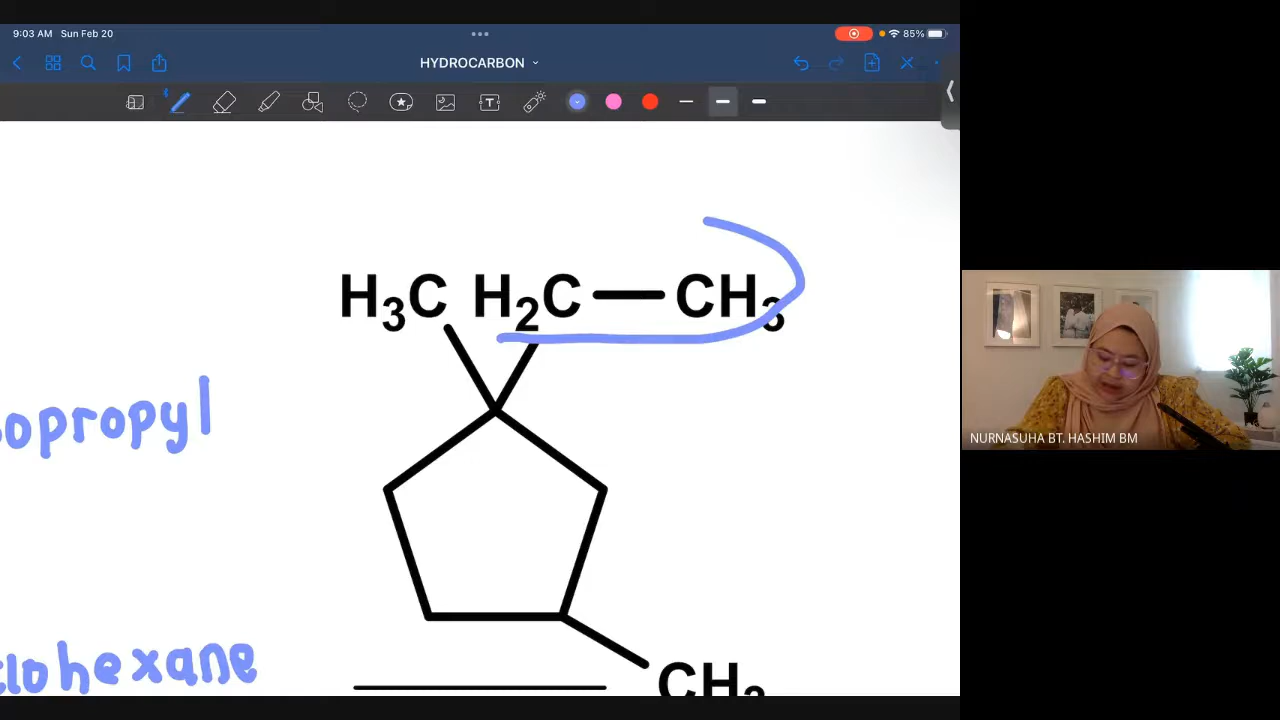 9:03 AM Sun Feb 20
85%
HYDROCARBON
T
H₃C H₂C — CH₃
opropyl
lohexane
CH₃
NURNASUHA BT. HASHIM BM